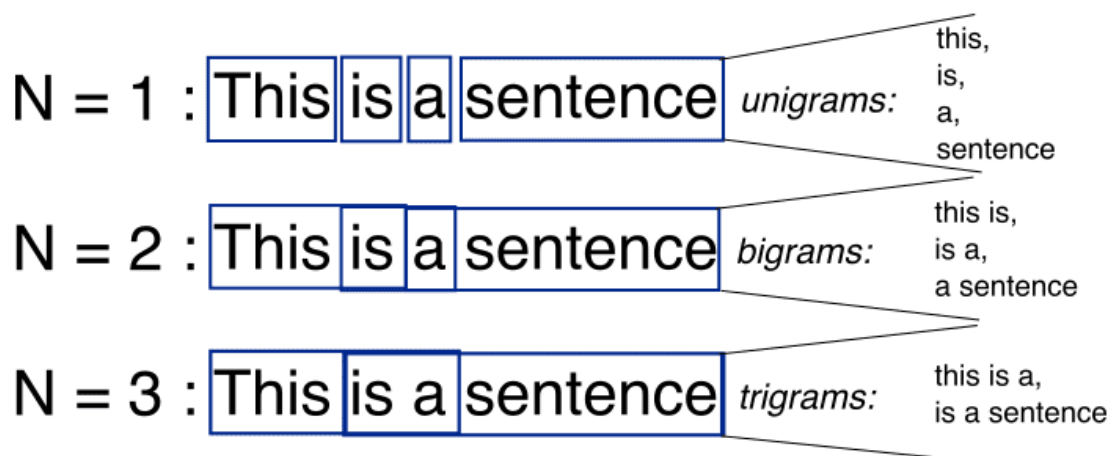 N = 1 : This is a sentence unigrams:
this,
is,
a,
sentence
N = 2 : This is a sentence bigrams:
this is,
is a,
a sentence
N = 3 : This is a sentence trigrams:
this is a,
is a sentence